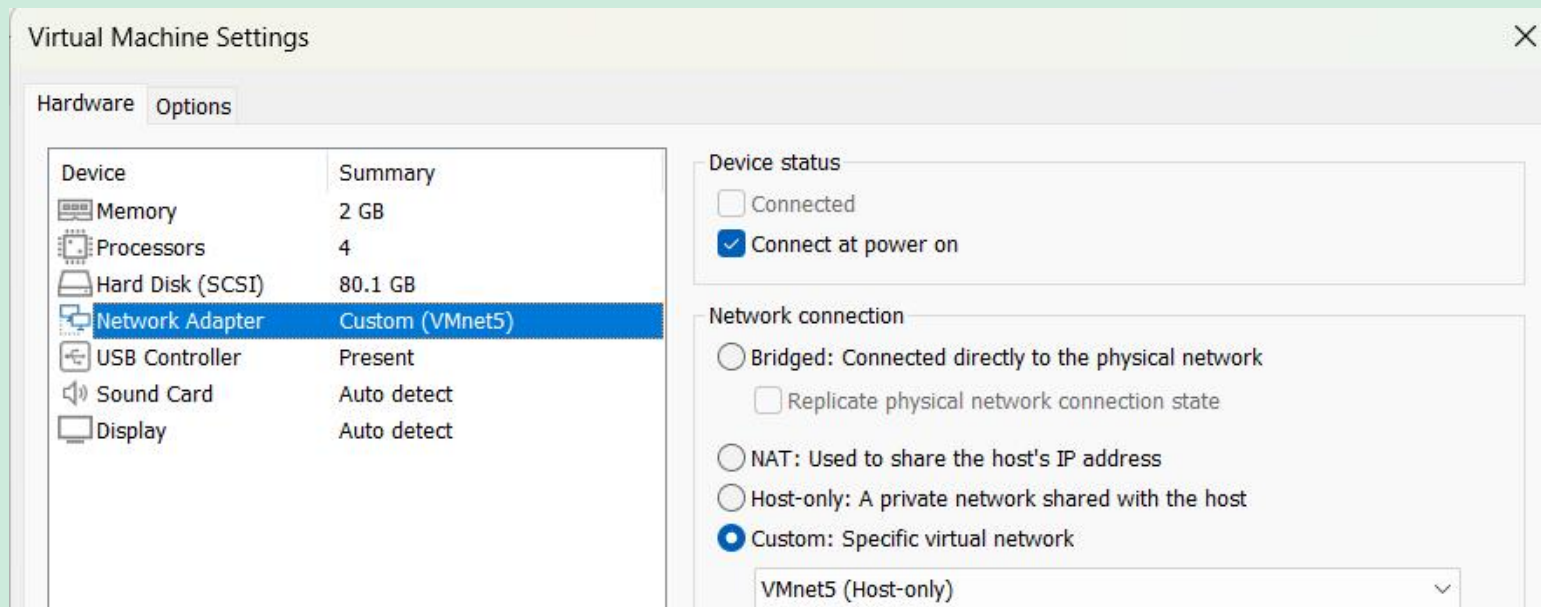 Virtual Machine Settings
Hardware Options
Device Summary
Memory 2 GB
Processors 4
Hard Disk (SCSI) 80.1 GB
Network Adapter Custom (VMnet5)
USB Controller Present
Sound Card Auto detect
Display Auto detect
Device status
Connected
Connect at power on
Network connection
Bridged: Connected directly to the physical network
Replicate physical network connection state
NAT: Used to share the host's IP address
Host-only: A private network shared with the host
Custom: Specific virtual network
VMnet5 (Host-only)